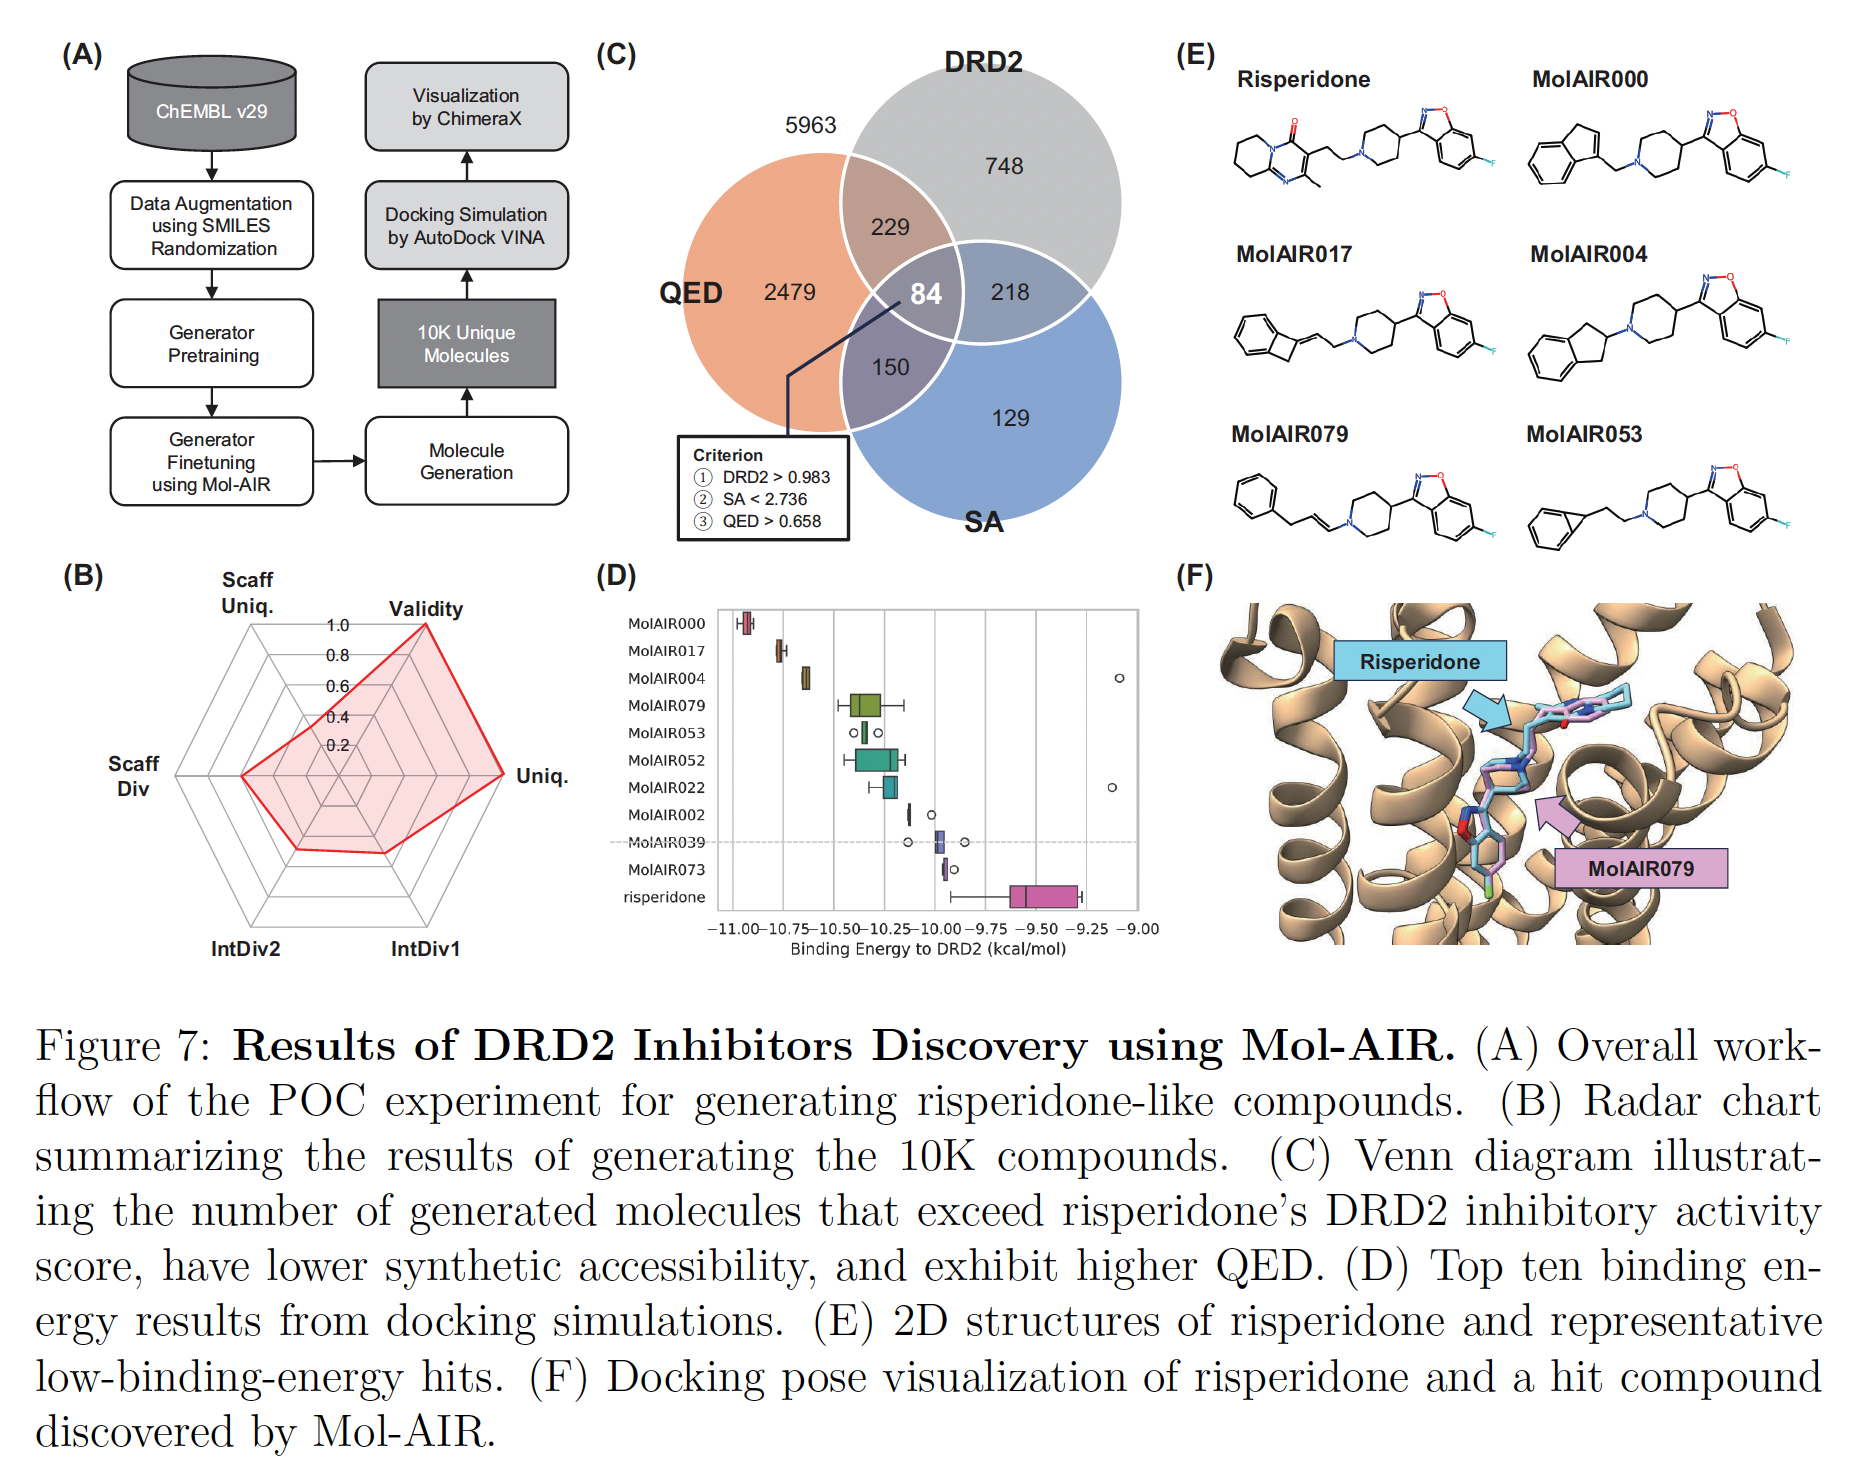 (A)
ChEMBL v29
Data Augmentation
using SMILES
Randomization
Generator
Pretraining
Generator
Finetuning
using Mol-AIR
Visualization
by ChimeraX
Docking Simulation
by AutoDock VINA
10K Unique
Molecules
Molecule
Generation
(B)
Scaff
Uniq.
Validity
1.0
0.8
0.6
0.4
0.2
Scaff
Div
Uniq.
IntDiv2
IntDiv1
(C)
DRD2
5963
748
229
QED
2479
84
218
150
129
SA
Criterion
① DRD2 > 0.983
② SA < 2.736
③ QED > 0.658
(D)
MolAIR000
MolAIR017
MolAIR004
MolAIR079
MolAIR053
MolAIR052
MolAIR022
MolAIR002
MolAIR039
MolAIR073
risperidone
−11.00 −10.75 −10.50 −10.25 −10.00 −9.75 −9.50 −9.25 −9.00
Binding Energy to DRD2 (kcal/mol)
(E)
Risperidone
MolAIR000
N O O N N N F
N O N F
MolAIR017
MolAIR004
N O N F
N O N F
MolAIR079
MolAIR053
N O N F
N O N F
(F)
Risperidone
MolAIR079
Figure 7: Results of DRD2 Inhibitors Discovery using Mol-AIR. (A) Overall work-
flow of the POC experiment for generating risperidone-like compounds. (B) Radar chart
summarizing the results of generating the 10K compounds. (C) Venn diagram illustrat-
ing the number of generated molecules that exceed risperidone's DRD2 inhibitory activity
score, have lower synthetic accessibility, and exhibit higher QED. (D) Top ten binding en-
ergy results from docking simulations. (E) 2D structures of risperidone and representative
low-binding-energy hits. (F) Docking pose visualization of risperidone and a hit compound
discovered by Mol-AIR.